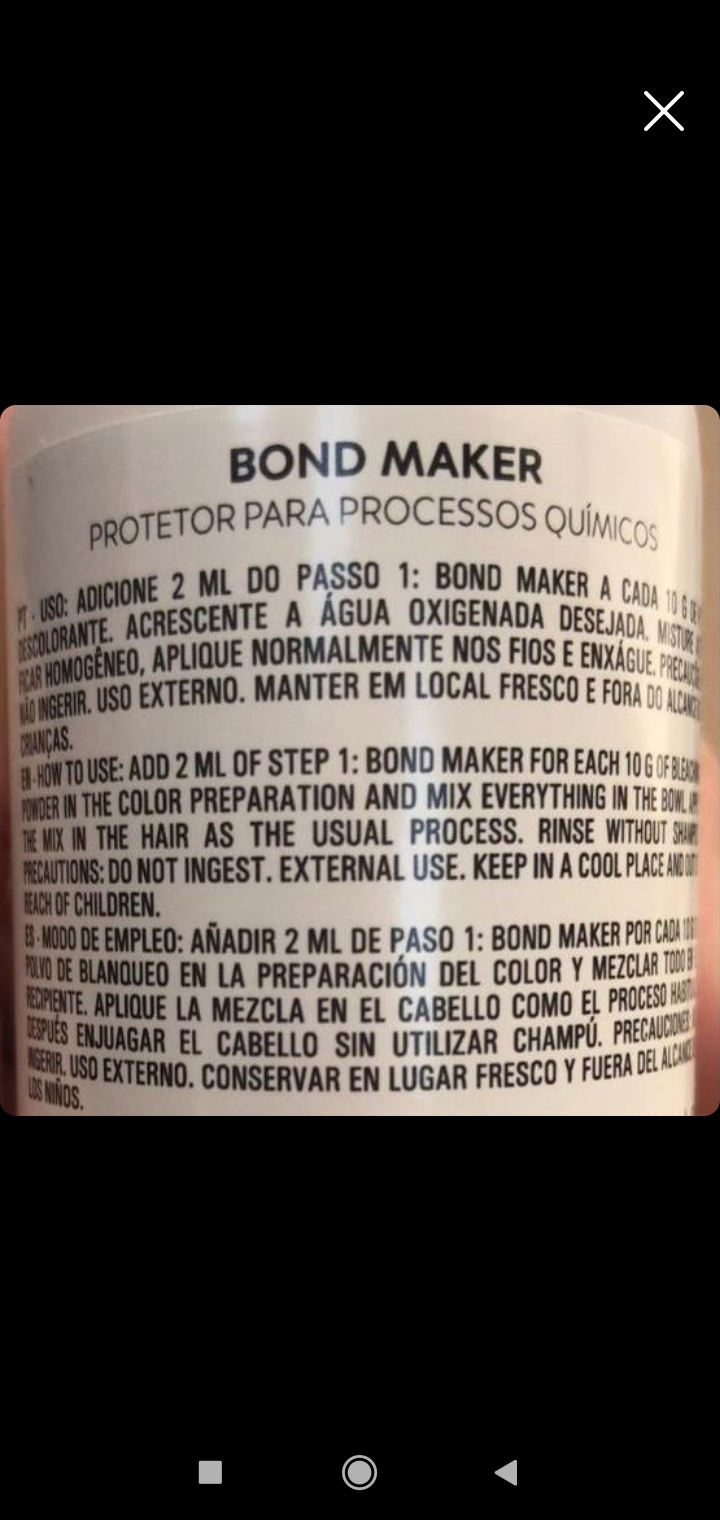 BOND MAKER
PROTETOR PARA PROCESSOS QUÍMICOS
PT - USO: ADICIONE 2 ML DO PASSO 1: BOND MAKER A CADA 10 G DE
DESCOLORANTE. ACRESCENTE A ÁGUA OXIGENADA DESEJADA. MISTURE
FICAR HOMOGÊNEO, APLIQUE NORMALMENTE NOS FIOS E ENXÁGUE.
NÃO INGERIR. USO EXTERNO. MANTER EM LOCAL FRESCO E FORA DO
CRIANÇAS.
EN - HOW TO USE: ADD 2 ML OF STEP 1: BOND MAKER FOR EACH 10 G OF
POWDER IN THE COLOR PREPARATION AND MIX EVERYTHING IN THE BOWL.
THE MIX IN THE HAIR AS THE USUAL PROCESS. RINSE WITHOUT
PRECAUTIONS: DO NOT INGEST. EXTERNAL USE. KEEP IN A COOL PLACE AND
REACH OF CHILDREN.
ES - MODO DE EMPLEO: AÑADIR 2 ML DE PASO 1: BOND MAKER POR CADA
POLVO DE BLANQUEO EN LA PREPARACIÓN DEL COLOR Y MEZCLAR TODO
RECIPIENTE. APLIQUE LA MEZCLA EN EL CABELLO COMO EL PROCESO
DESPUÉS ENJUAGAR EL CABELLO SIN UTILIZAR CHAMPÚ. PRECAUCIONES:
INGERIR. USO EXTERNO. CONSERVAR EN LUGAR FRESCO Y FUERA DEL
LOS NIÑOS.